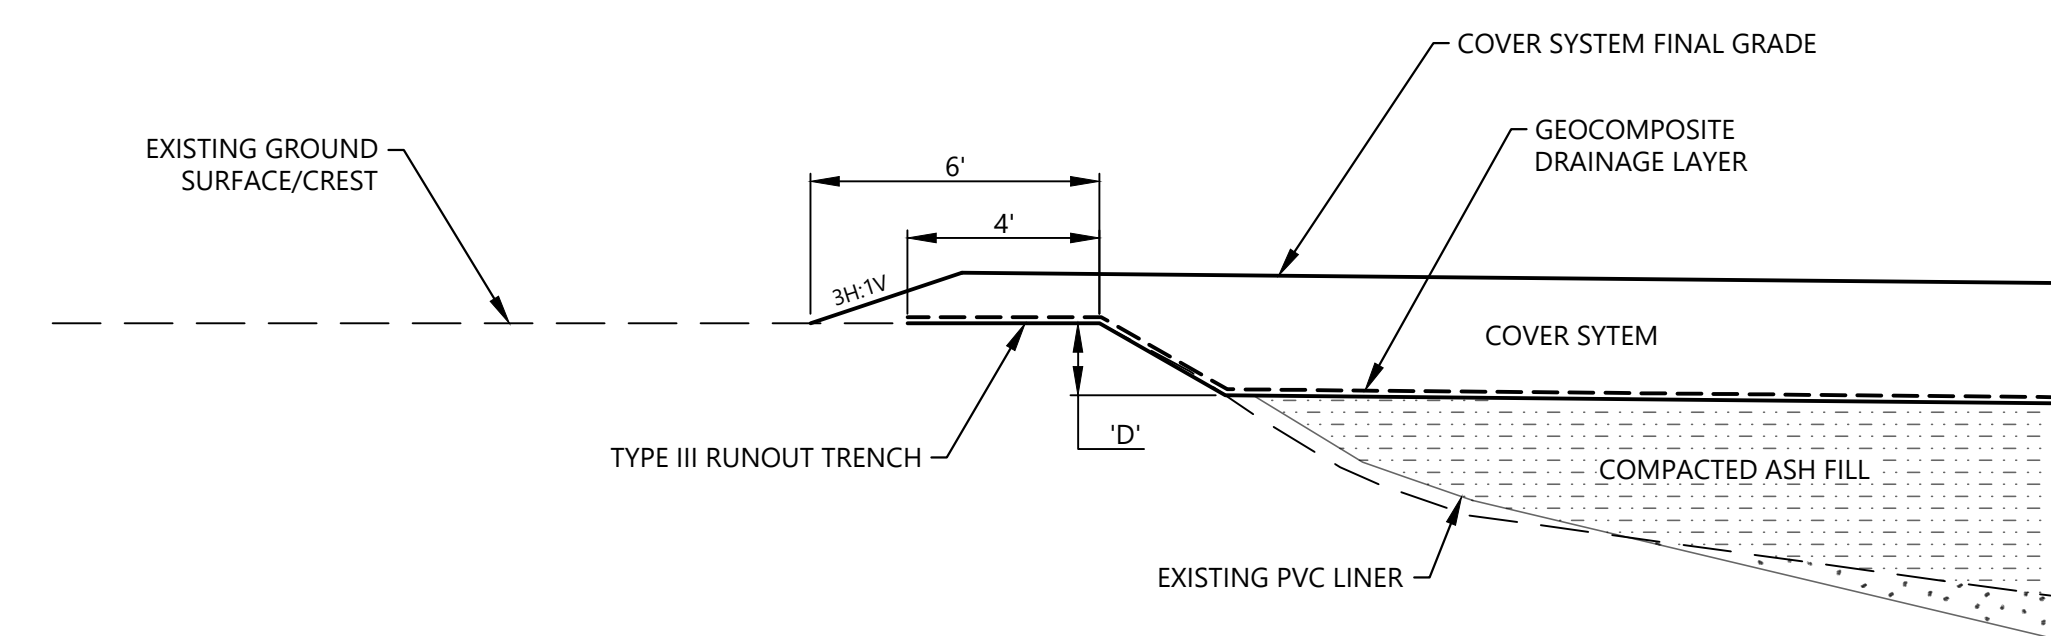 COVER SYSTEM FINAL GRADE
GEOCOMPOSITE
DRAINAGE LAYER
EXISTING GROUND
SURFACE/CREST
6'
4'
3H:1V
COVER SYTEM
'D'
TYPE III RUNOUT TRENCH
COMPACTED ASH FILL
EXISTING PVC LINER